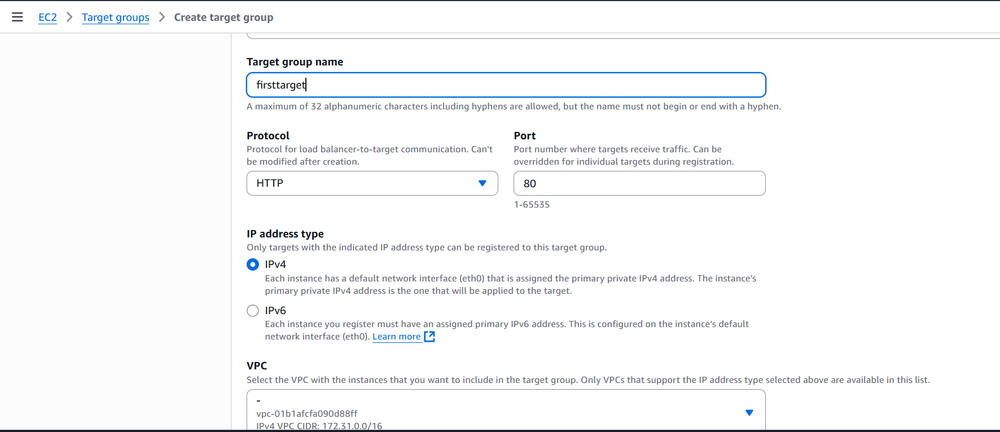 EC2 > Target groups > Create target group
Target group name
firsttarget
A maximum of 32 alphanumeric characters including hyphens are allowed, but the name must not begin or end with a hyphen.
Protocol
Protocol for load balancer-to-target communication. Can't
be modified after creation.
HTTP
Port
Port number where targets receive traffic. Can be
overridden for individual targets during registration.
80
1-65535
IP address type
Only targets with the indicated IP address type can be registered to this target group.
IPv4
Each instance has a default network interface (eth0) that is assigned the primary private IPv4 address. The instance’s
primary private IPv4 address is the one that will be applied to the target.
IPv6
Each instance you register must have an assigned primary IPv6 address. This is configured on the instance’s default
network interface (eth0). Learn more
VPC
Select the VPC with the instances that you want to include in the target group. Only VPCs that support the IP address type selected above are available in this list.
-
vpc-01b1afcfa090d88ff
IPv4 VPC CIDR: 172.31.0.0/16